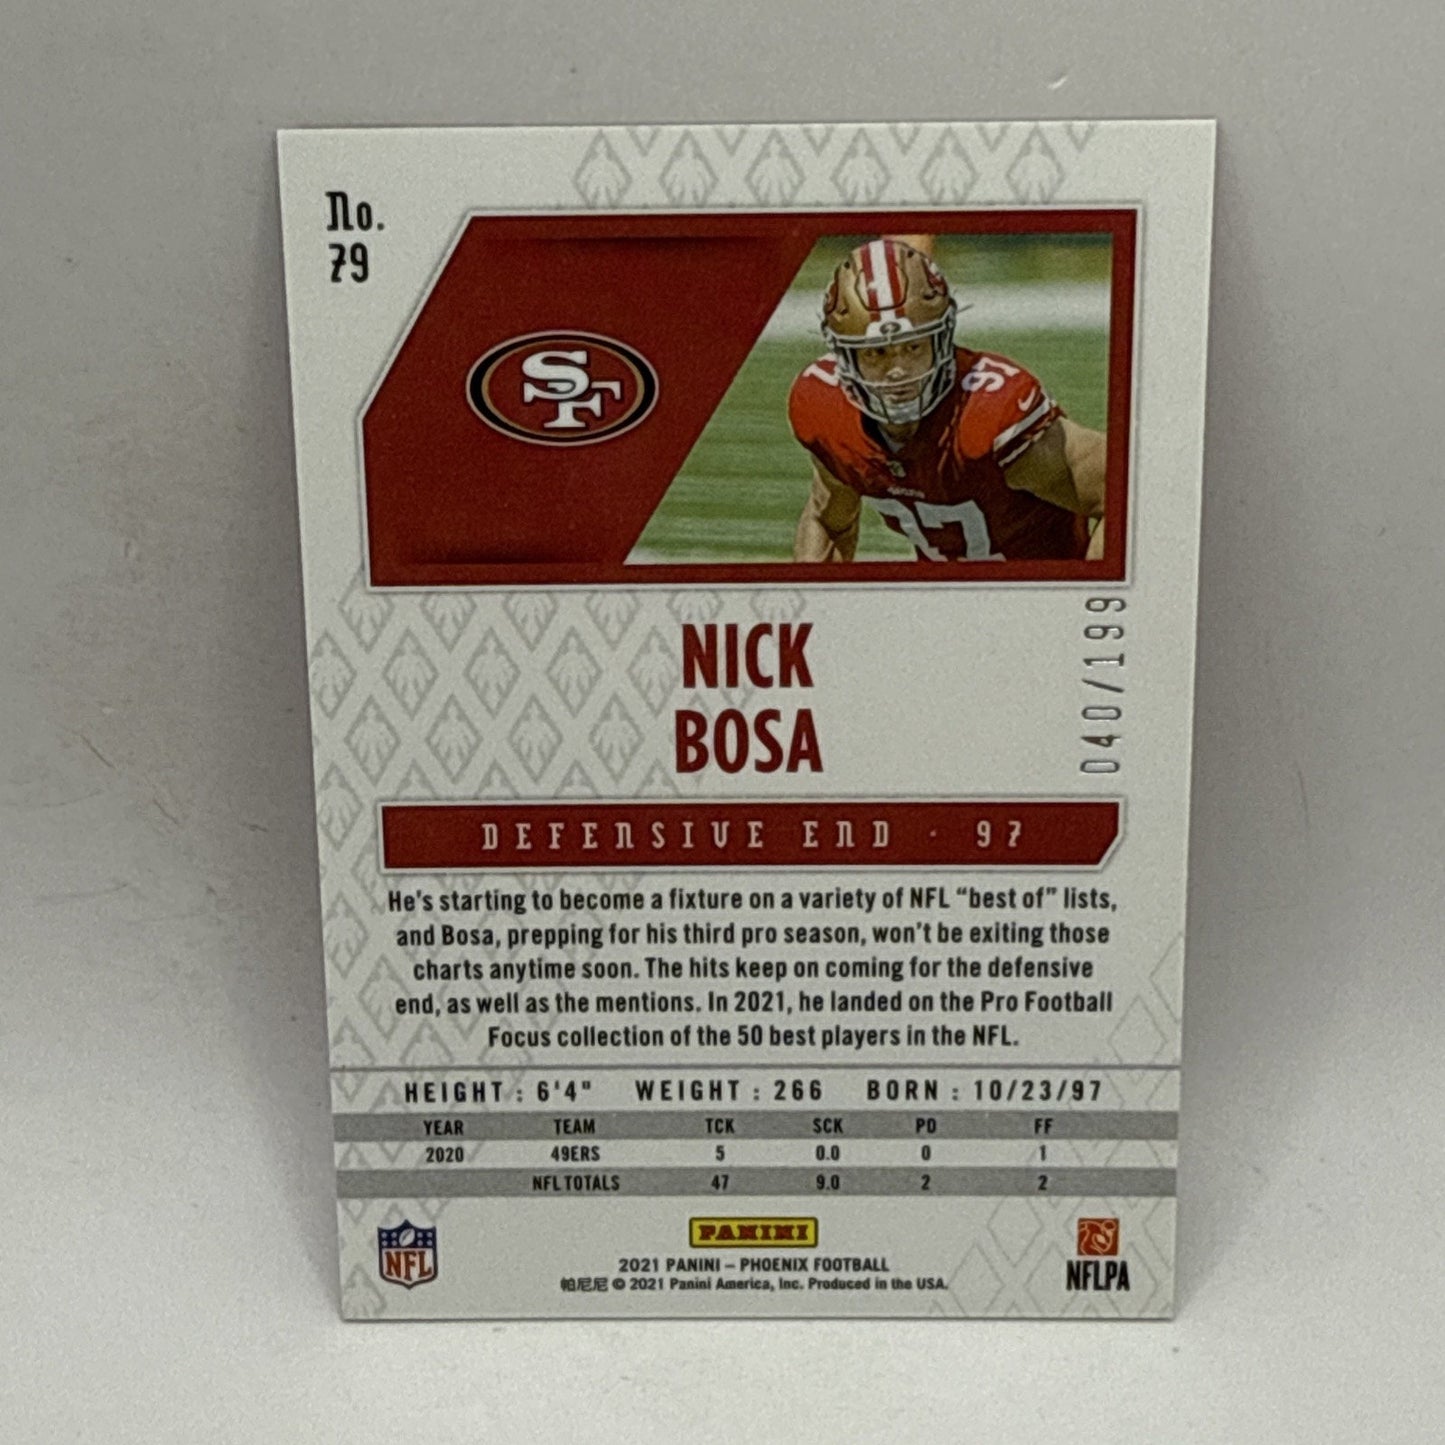 No.
79
SF
97
97
NICK
BOSA
040/199
DEFENSIVE END · 97
He's starting to become a fixture on a variety of NFL “best of” lists,
and Bosa, prepping for his third pro season, won't be exiting those
charts anytime soon. The hits keep on coming for the defensive
end, as well as the mentions. In 2021, he landed on the Pro Football
Focus collection of the 50 best players in the NFL.
HEIGHT : 6'4" WEIGHT : 266 BORN : 10/23/97
YEAR TEAM TCK SCK PD FF
2020 49ERS 5 0.0 0 1
NFL TOTALS 47 9.0 2 2
NFL
PANINI
2021 PANINI – PHOENIX FOOTBALL
帕尼尼 © 2021 Panini America, Inc. Produced in the USA.
NFLPA